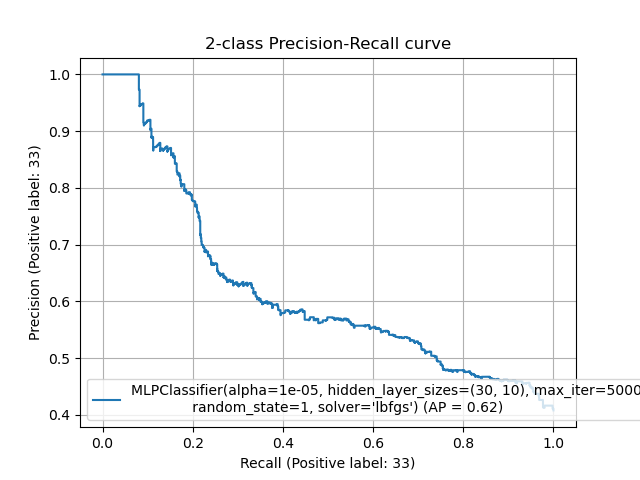 2-class Precision-Recall curve
1.0
0.9
0.8
0.7
0.6
0.5
0.4
Precision (Positive label: 33)
MLPClassifier(alpha=1e-05, hidden_layer_sizes=(30, 10), max_iter=5000
random_state=1, solver='lbfgs') (AP = 0.62)
0.0 0.2 0.4 0.6 0.8 1.0
Recall (Positive label: 33)